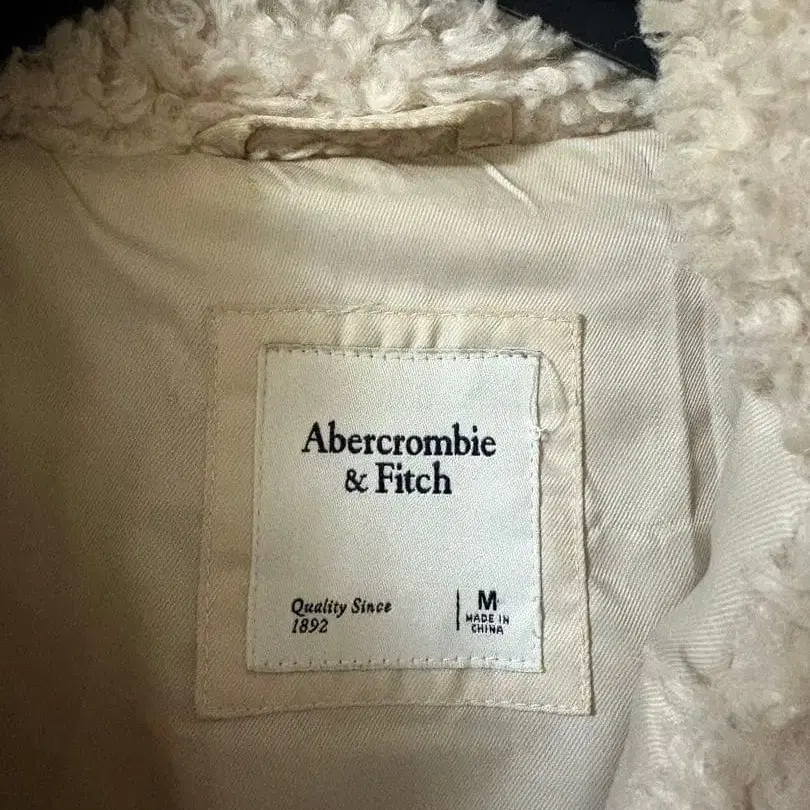 Abercrombie
& Fitch
Quality Since
1892
M
MADE IN
CHINA